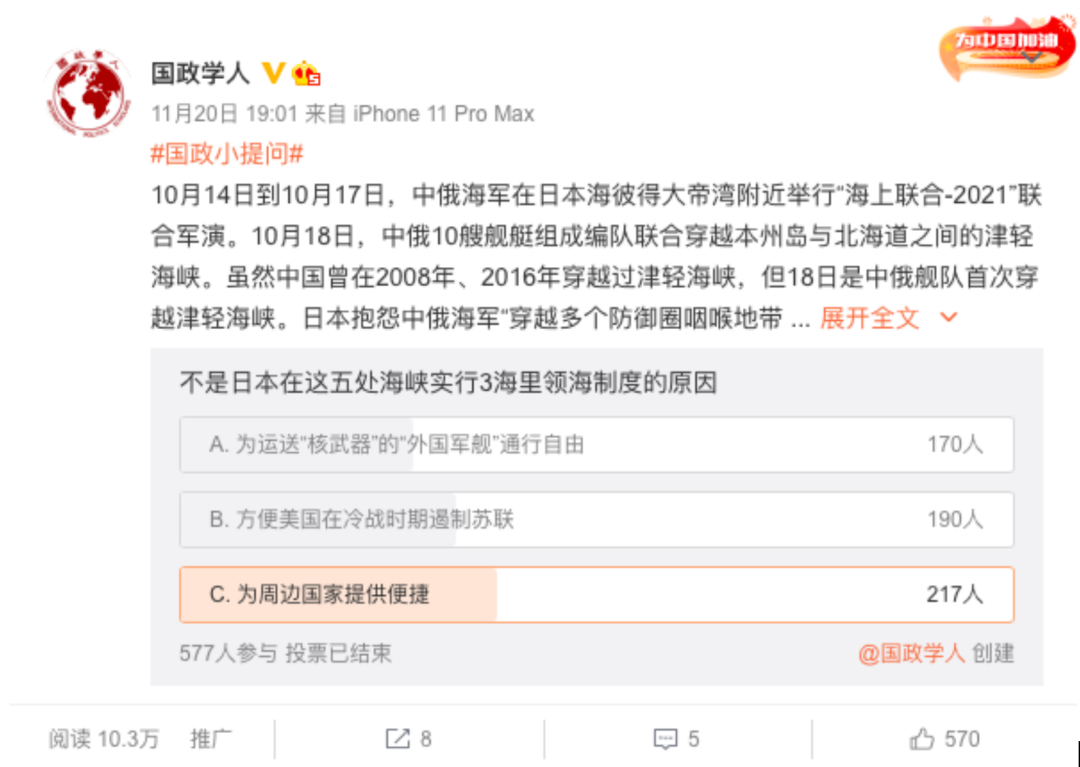 为中国加油
国政学人
国政学人 V
INTERNATIONAL POLITICS SCHOLARS
11月20日 19:01 来自 iPhone 11 Pro Max
#国政小提问#
10月14日到10月17日，中俄海军在日本海彼得大帝湾附近举行“海上联合-2021”联
合军演。10月18日，中俄10艘舰艇组成编队联合穿越本州岛与北海道之间的津轻
海峡。虽然中国曾在2008年、2016年穿越过津轻海峡，但18日是中俄舰队首次穿
越津轻海峡。日本抱怨中俄海军“穿越多个防御圈咽喉地带 ... 展开全文
不是日本在这五处海峡实行3海里领海制度的原因
A. 为运送“核武器”的“外国军舰”通行自由 170人
B. 方便美国在冷战时期遏制苏联 190人
C. 为周边国家提供便捷 217人
577人参与 投票已结束 @国政学人 创建
阅读 10.3万 推广 8 5 570